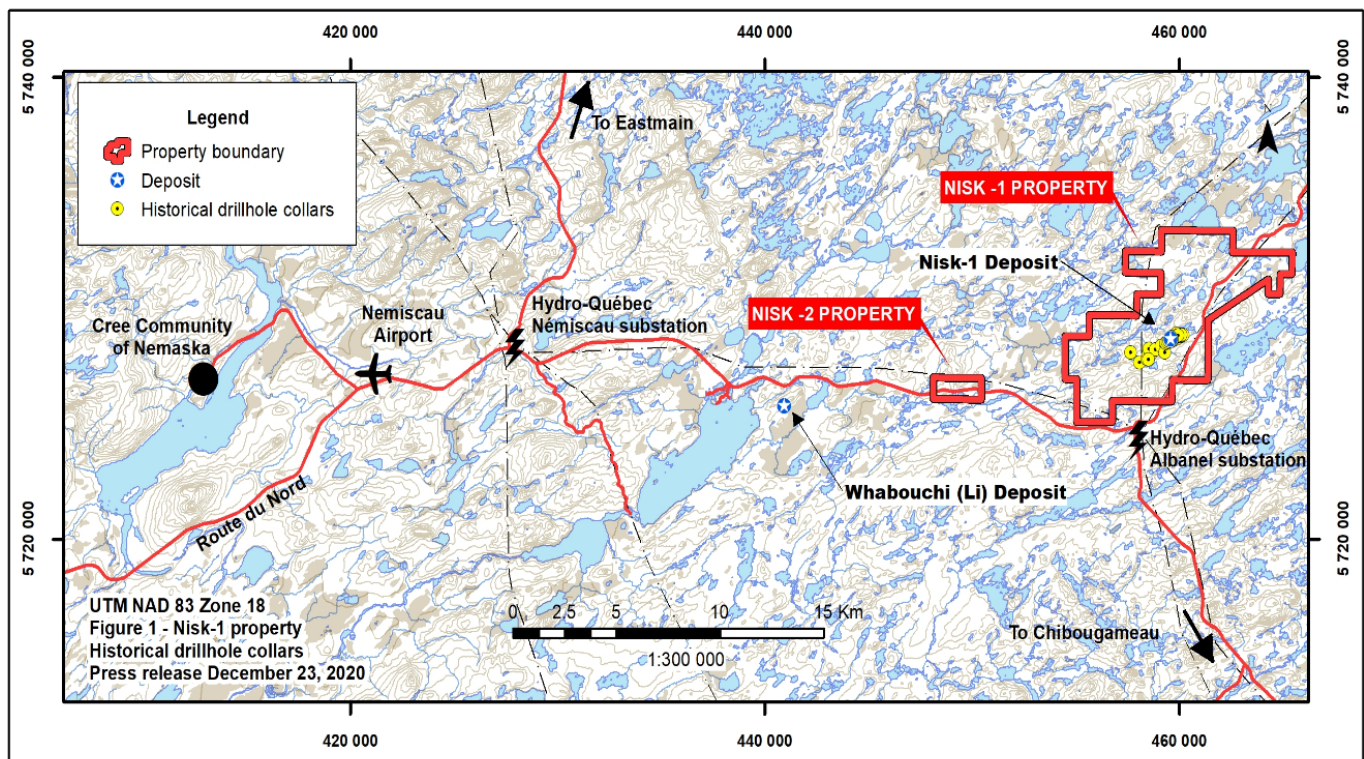 420 000
440 000
460 000
5 740 000
5 740 000
Legend
Property boundary
Deposit
Historical drillhole collars
To Eastmain
NISK -1 PROPERTY
Nisk-1 Deposit
NISK -2 PROPERTY
Hydro-Québec
Némiscau substation
Nemiscau
Airport
Cree Community
of Nemaska
Hydro-Québec
Albanel substation
Whabouchi (Li) Deposit
Route du Nord
5 720 000
5 720 000
UTM NAD 83 Zone 18
Figure 1 - Nisk-1 property
Historical drillhole collars
Press release December 23, 2020
0 2.5 5 10 15 Km
1:300 000
To Chibougameau
420 000
440 000
460 000